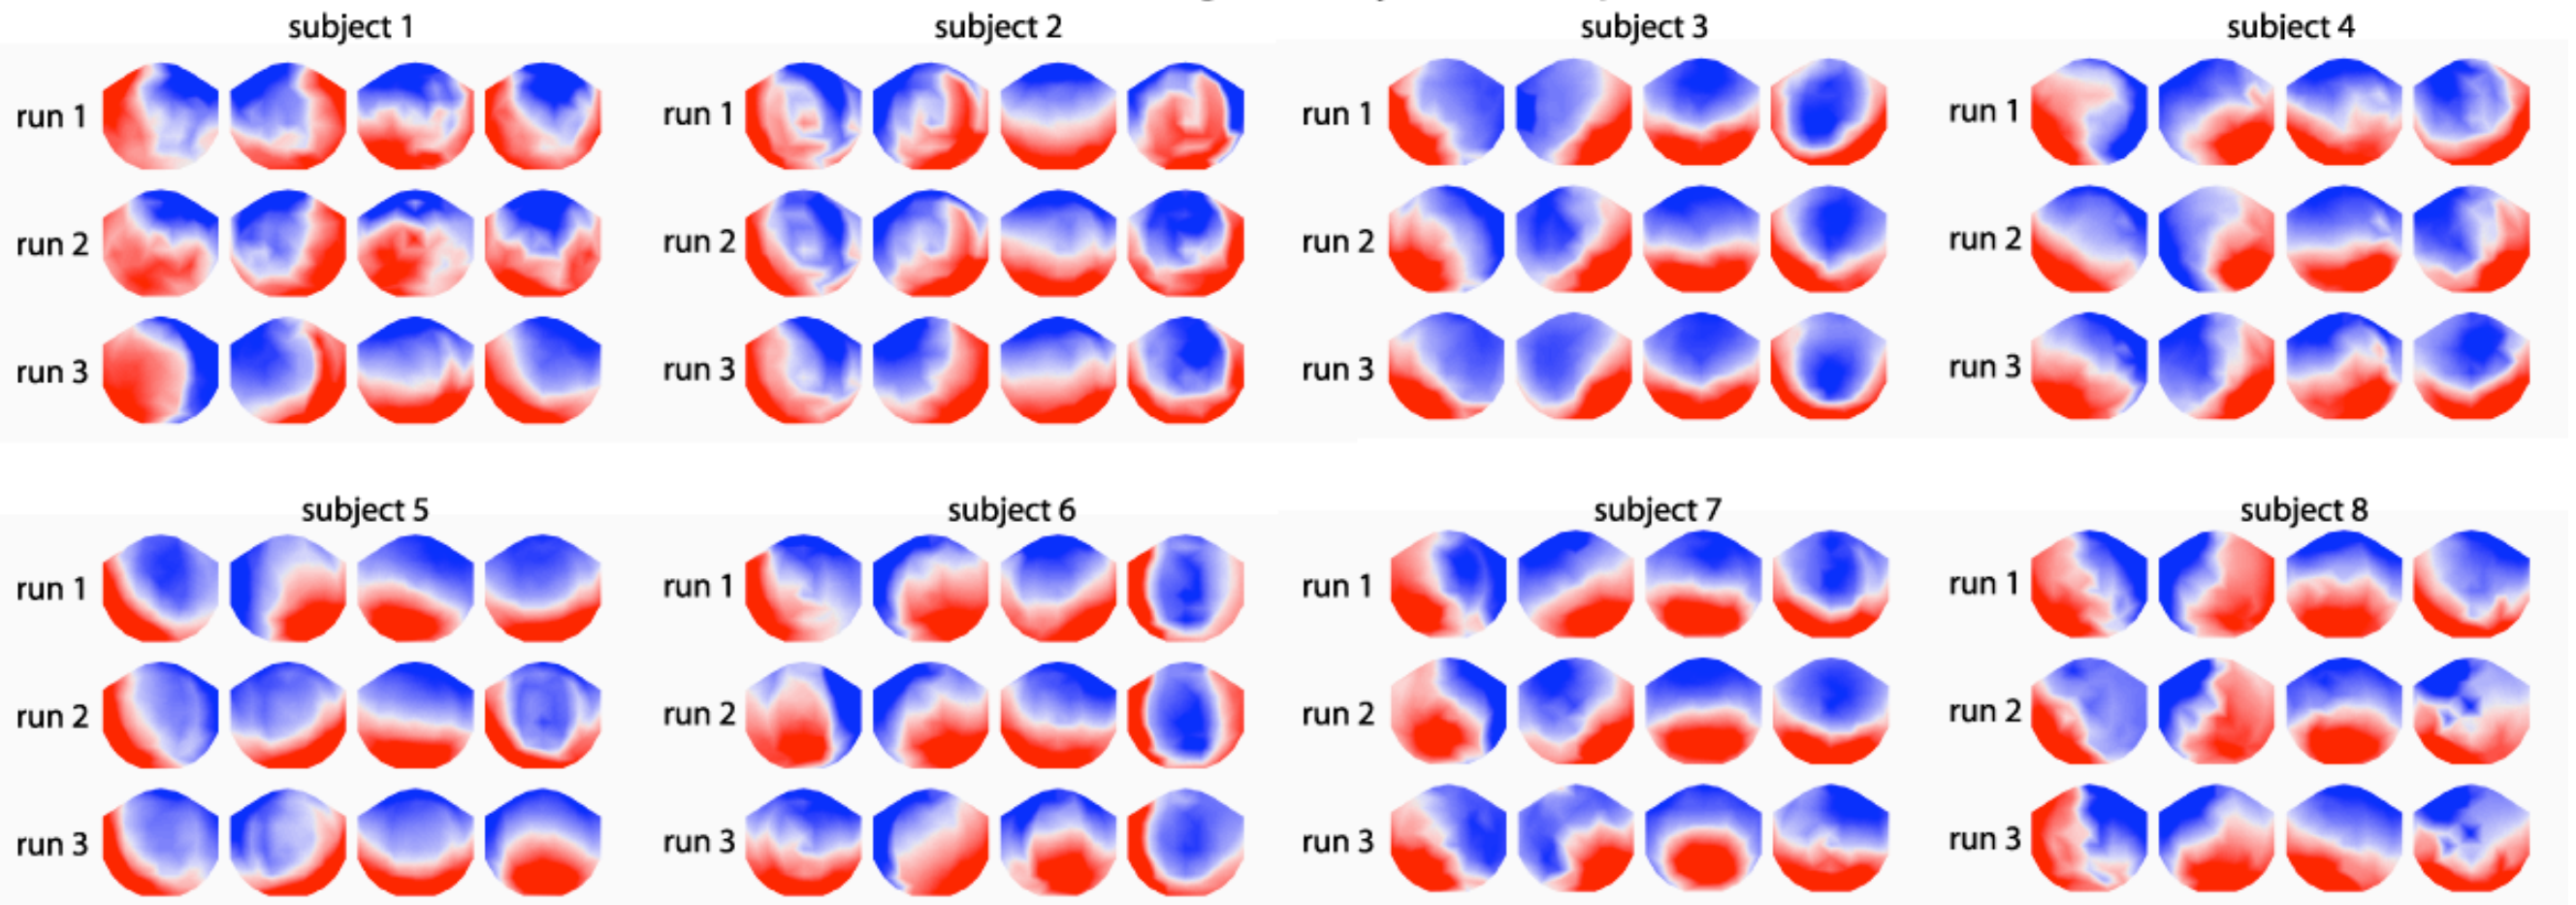 subject 1 subject 2 subject 3 subject 4
run 1 run 1 run 1 run 1
run 2 run 2 run 2 run 2
run 3 run 3 run 3 run 3
subject 5 subject 6 subject 7 subject 8
run 1 run 1 run 1 run 1
run 2 run 2 run 2 run 2
run 3 run 3 run 3 run 3